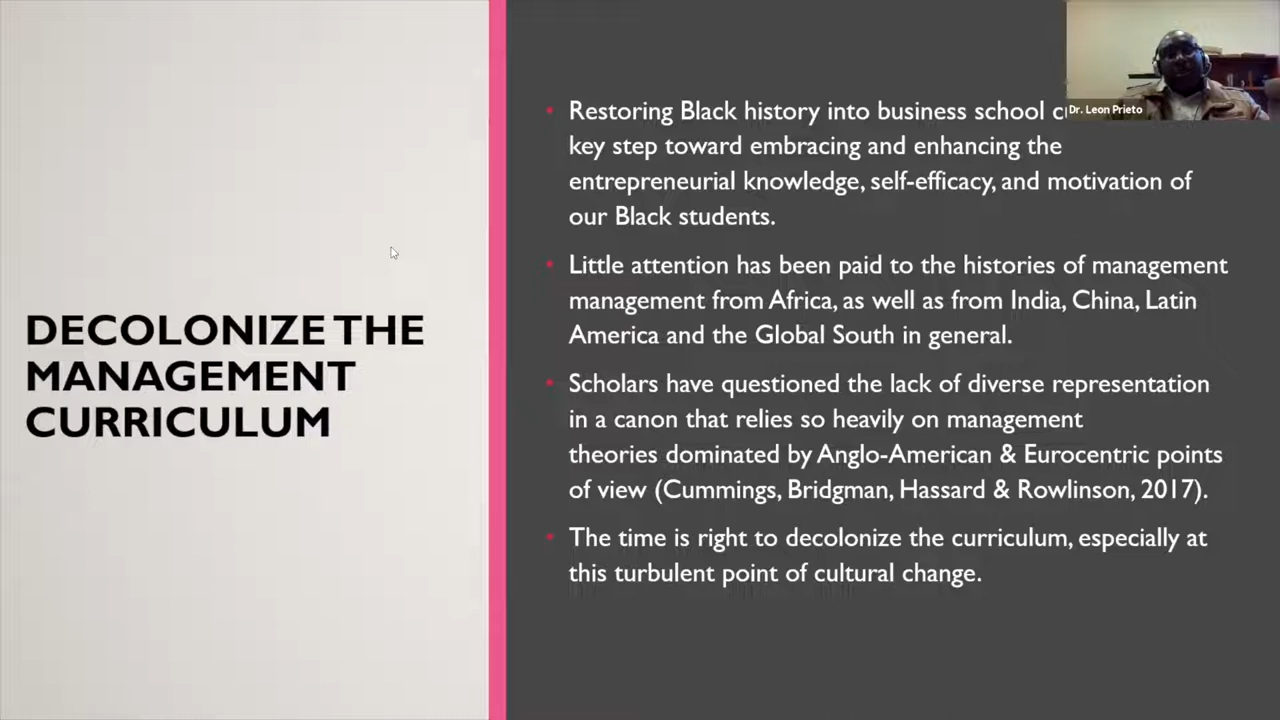 DECOLONIZE THE
MANAGEMENT
CURRICULUM
• Restoring Black history into business school
key step toward embracing and enhancing the
entrepreneurial knowledge, self-efficacy, and motivation of
our Black students.
• Little attention has been paid to the histories of management
management from Africa, as well as from India, China, Latin
America and the Global South in general.
• Scholars have questioned the lack of diverse representation
in a canon that relies so heavily on management
theories dominated by Anglo-American & Eurocentric points
of view (Cummings, Bridgman, Hassard & Rowlinson, 2017).
• The time is right to decolonize the curriculum, especially at
this turbulent point of cultural change.
Dr. Leon Prieto